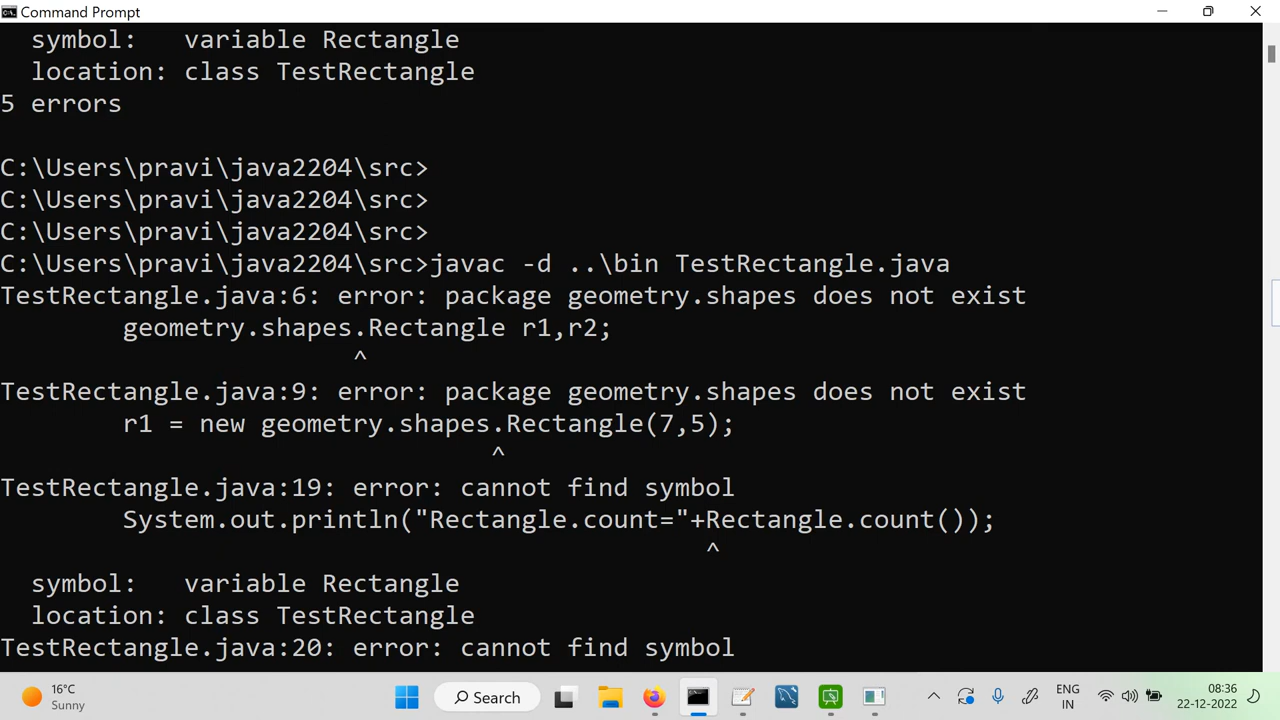 Command Prompt
symbol:   variable Rectangle
location: class TestRectangle
5 errors
C:\Users\pravi\java2204\src>
C:\Users\pravi\java2204\src>
C:\Users\pravi\java2204\src>
C:\Users\pravi\java2204\src>javac -d ..\bin TestRectangle.java
TestRectangle.java:6: error: package geometry.shapes does not exist
geometry.shapes.Rectangle r1,r2;
^
TestRectangle.java:9: error: package geometry.shapes does not exist
r1 = new geometry.shapes.Rectangle(7,5);
^
TestRectangle.java:19: error: cannot find symbol
System.out.println("Rectangle.count="+Rectangle.count());
^
symbol:   variable Rectangle
location: class TestRectangle
TestRectangle.java:20: error: cannot find symbol
16°C
Sunny
Search
ENG
IN
08:36
22-12-2022